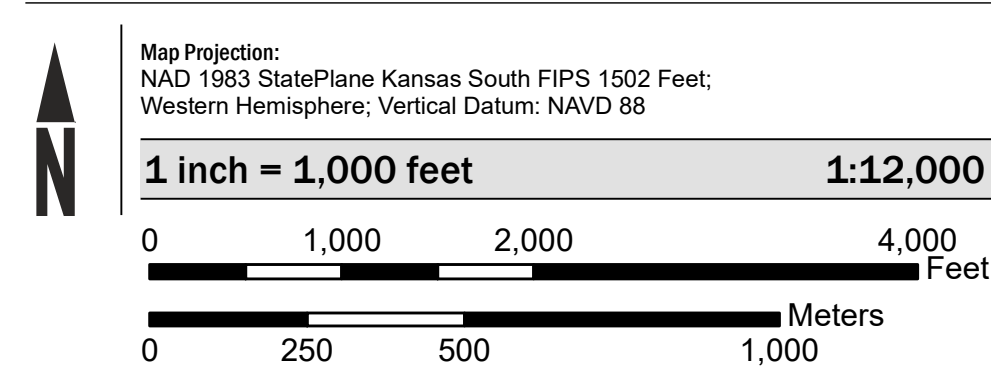 N
Map Projection:
NAD 1983 StatePlane Kansas South FIPS 1502 Feet;
Western Hemisphere; Vertical Datum: NAVD 88
1 inch = 1,000 feet 1:12,000
0 1,000 2,000 4,000
Feet
Meters
0 250 500 1,000